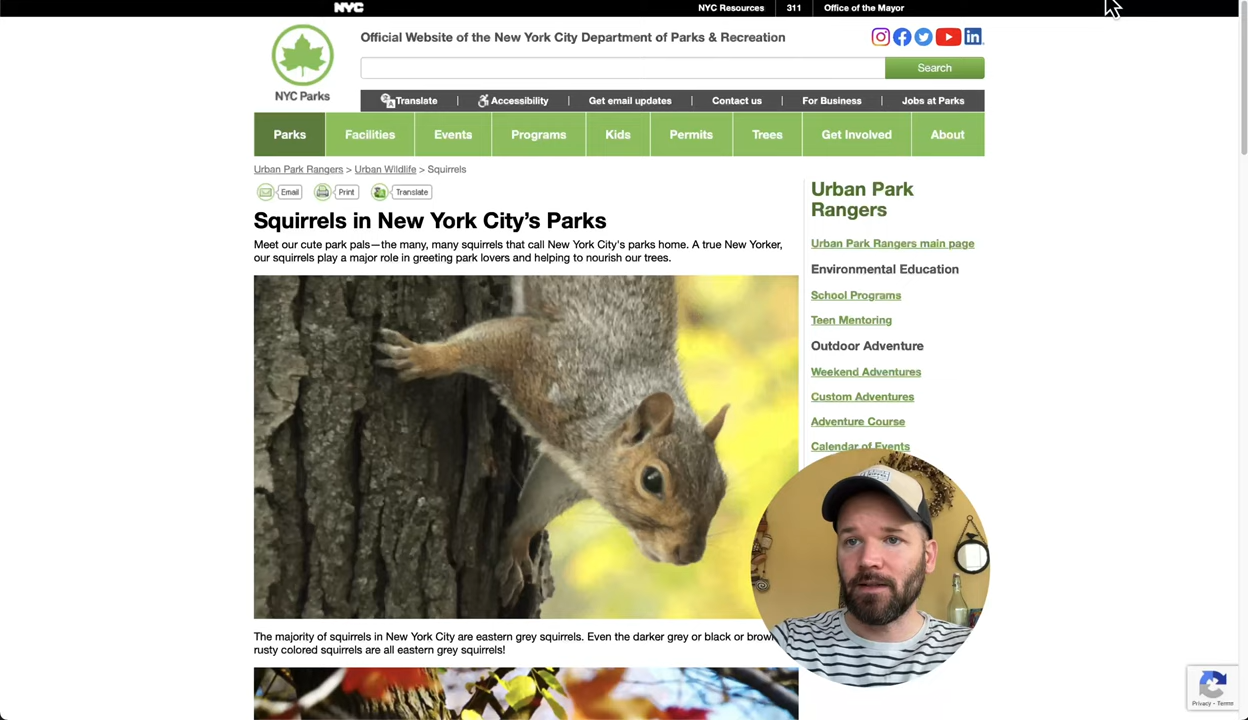 NYC
NYC Resources
311
Office of the Mayor
NYC Parks
Official Website of the New York City Department of Parks & Recreation
Search
Translate
Accessibility
Get email updates
Contact us
For Business
Jobs at Parks
Parks
Facilities
Events
Programs
Kids
Permits
Trees
Get Involved
About
Urban Park Rangers > Urban Wildlife > Squirrels
Email
Print
Translate
Squirrels in New York City's Parks
Meet our cute park pals—the many, many squirrels that call New York City's parks home. A true New Yorker,
our squirrels play a major role in greeting park lovers and helping to nourish our trees.
The majority of squirrels in New York City are eastern grey squirrels. Even the darker grey or black or brown
rusty colored squirrels are all eastern grey squirrels!
Urban Park
Rangers
Urban Park Rangers main page
Environmental Education
School Programs
Teen Mentoring
Outdoor Adventure
Weekend Adventures
Custom Adventures
Adventure Course
Calendar of Events
Privacy - Terms